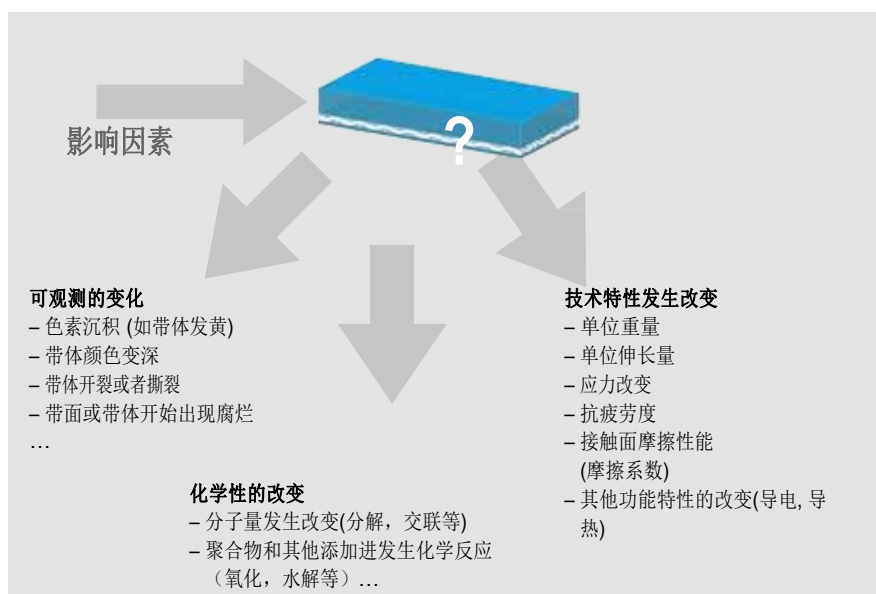 影响因素
?
可观测的变化
– 色素沉积 (如带体发黄)
– 带体颜色变深
– 带体开裂或者撕裂
– 带面或带体开始出现腐烂
…
化学性的改变
– 分子量发生改变(分解，交联等)
– 聚合物和其他添加进发生化学反应
（氧化，水解等）…
技术特性发生改变
– 单位重量
– 单位伸长量
– 应力改变
– 抗疲劳度
– 接触面摩擦性能
(摩擦系数)
– 其他功能特性的改变(导电, 导
热)